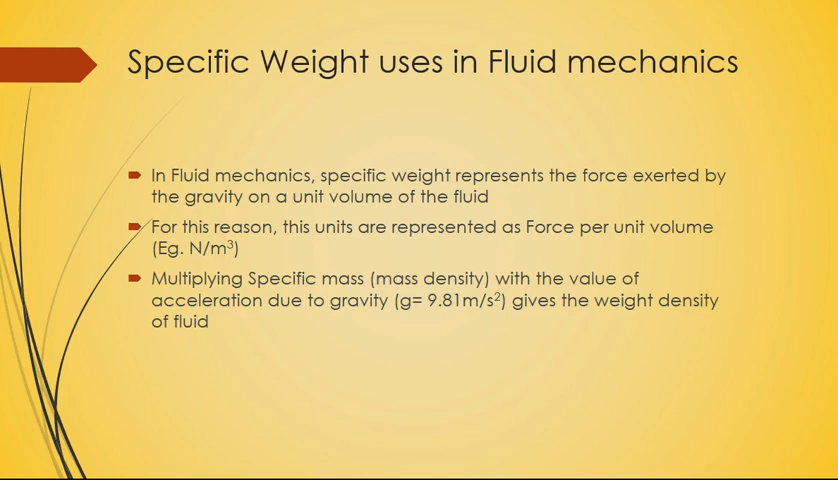 Specific Weight uses in Fluid mechanics
In Fluid mechanics, specific weight represents the force exerted by
the gravity on a unit volume of the fluid
For this reason, this units are represented as Force per unit volume
(Eg. N/m³)
Multiplying Specific mass (mass density) with the value of
acceleration due to gravity (g= 9.81m/s²) gives the weight density
of fluid